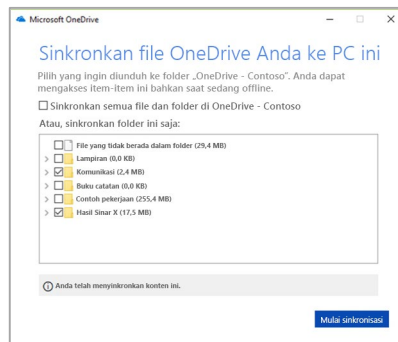 Microsoft OneDrive
Sinkronkan file OneDrive Anda ke PC ini
Pilih yang ingin diunduh ke folder „OneDrive - Contoso”. Anda dapat
mengakses item-item ini bahkan saat sedang offline.
Sinkronkan semua file dan folder di OneDrive - Contoso
Atau, sinkronkan folder ini saja:
File yang tidak berada dalam folder (29,4 MB)
Lampiran (0,0 KB)
Komunikasi (2,4 MB)
Buku catatan (0,0 KB)
Contoh pekerjaan (255,4 MB)
Hasil Sinar X (17,5 MB)
Anda telah menyinkronkan konten ini.
Mulai sinkronisasi